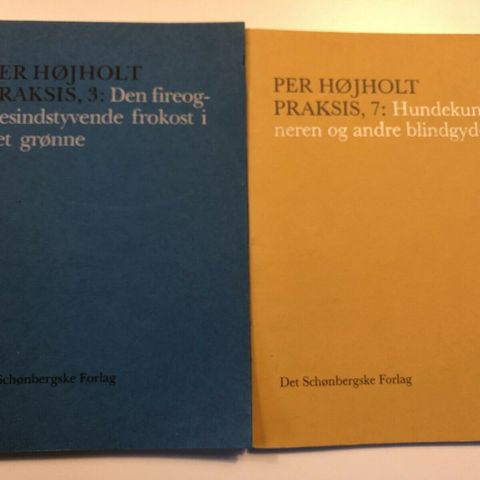 ER HØJHOLT
RAKSIS, 3: Den fireog-
esindstyvende frokost i
et grønne
Schønbergske Forlag
PER HØJHOLT
PRAKSIS, 7: Hundekun
neren og andre blindgyde
Det Schønbergske Forlag